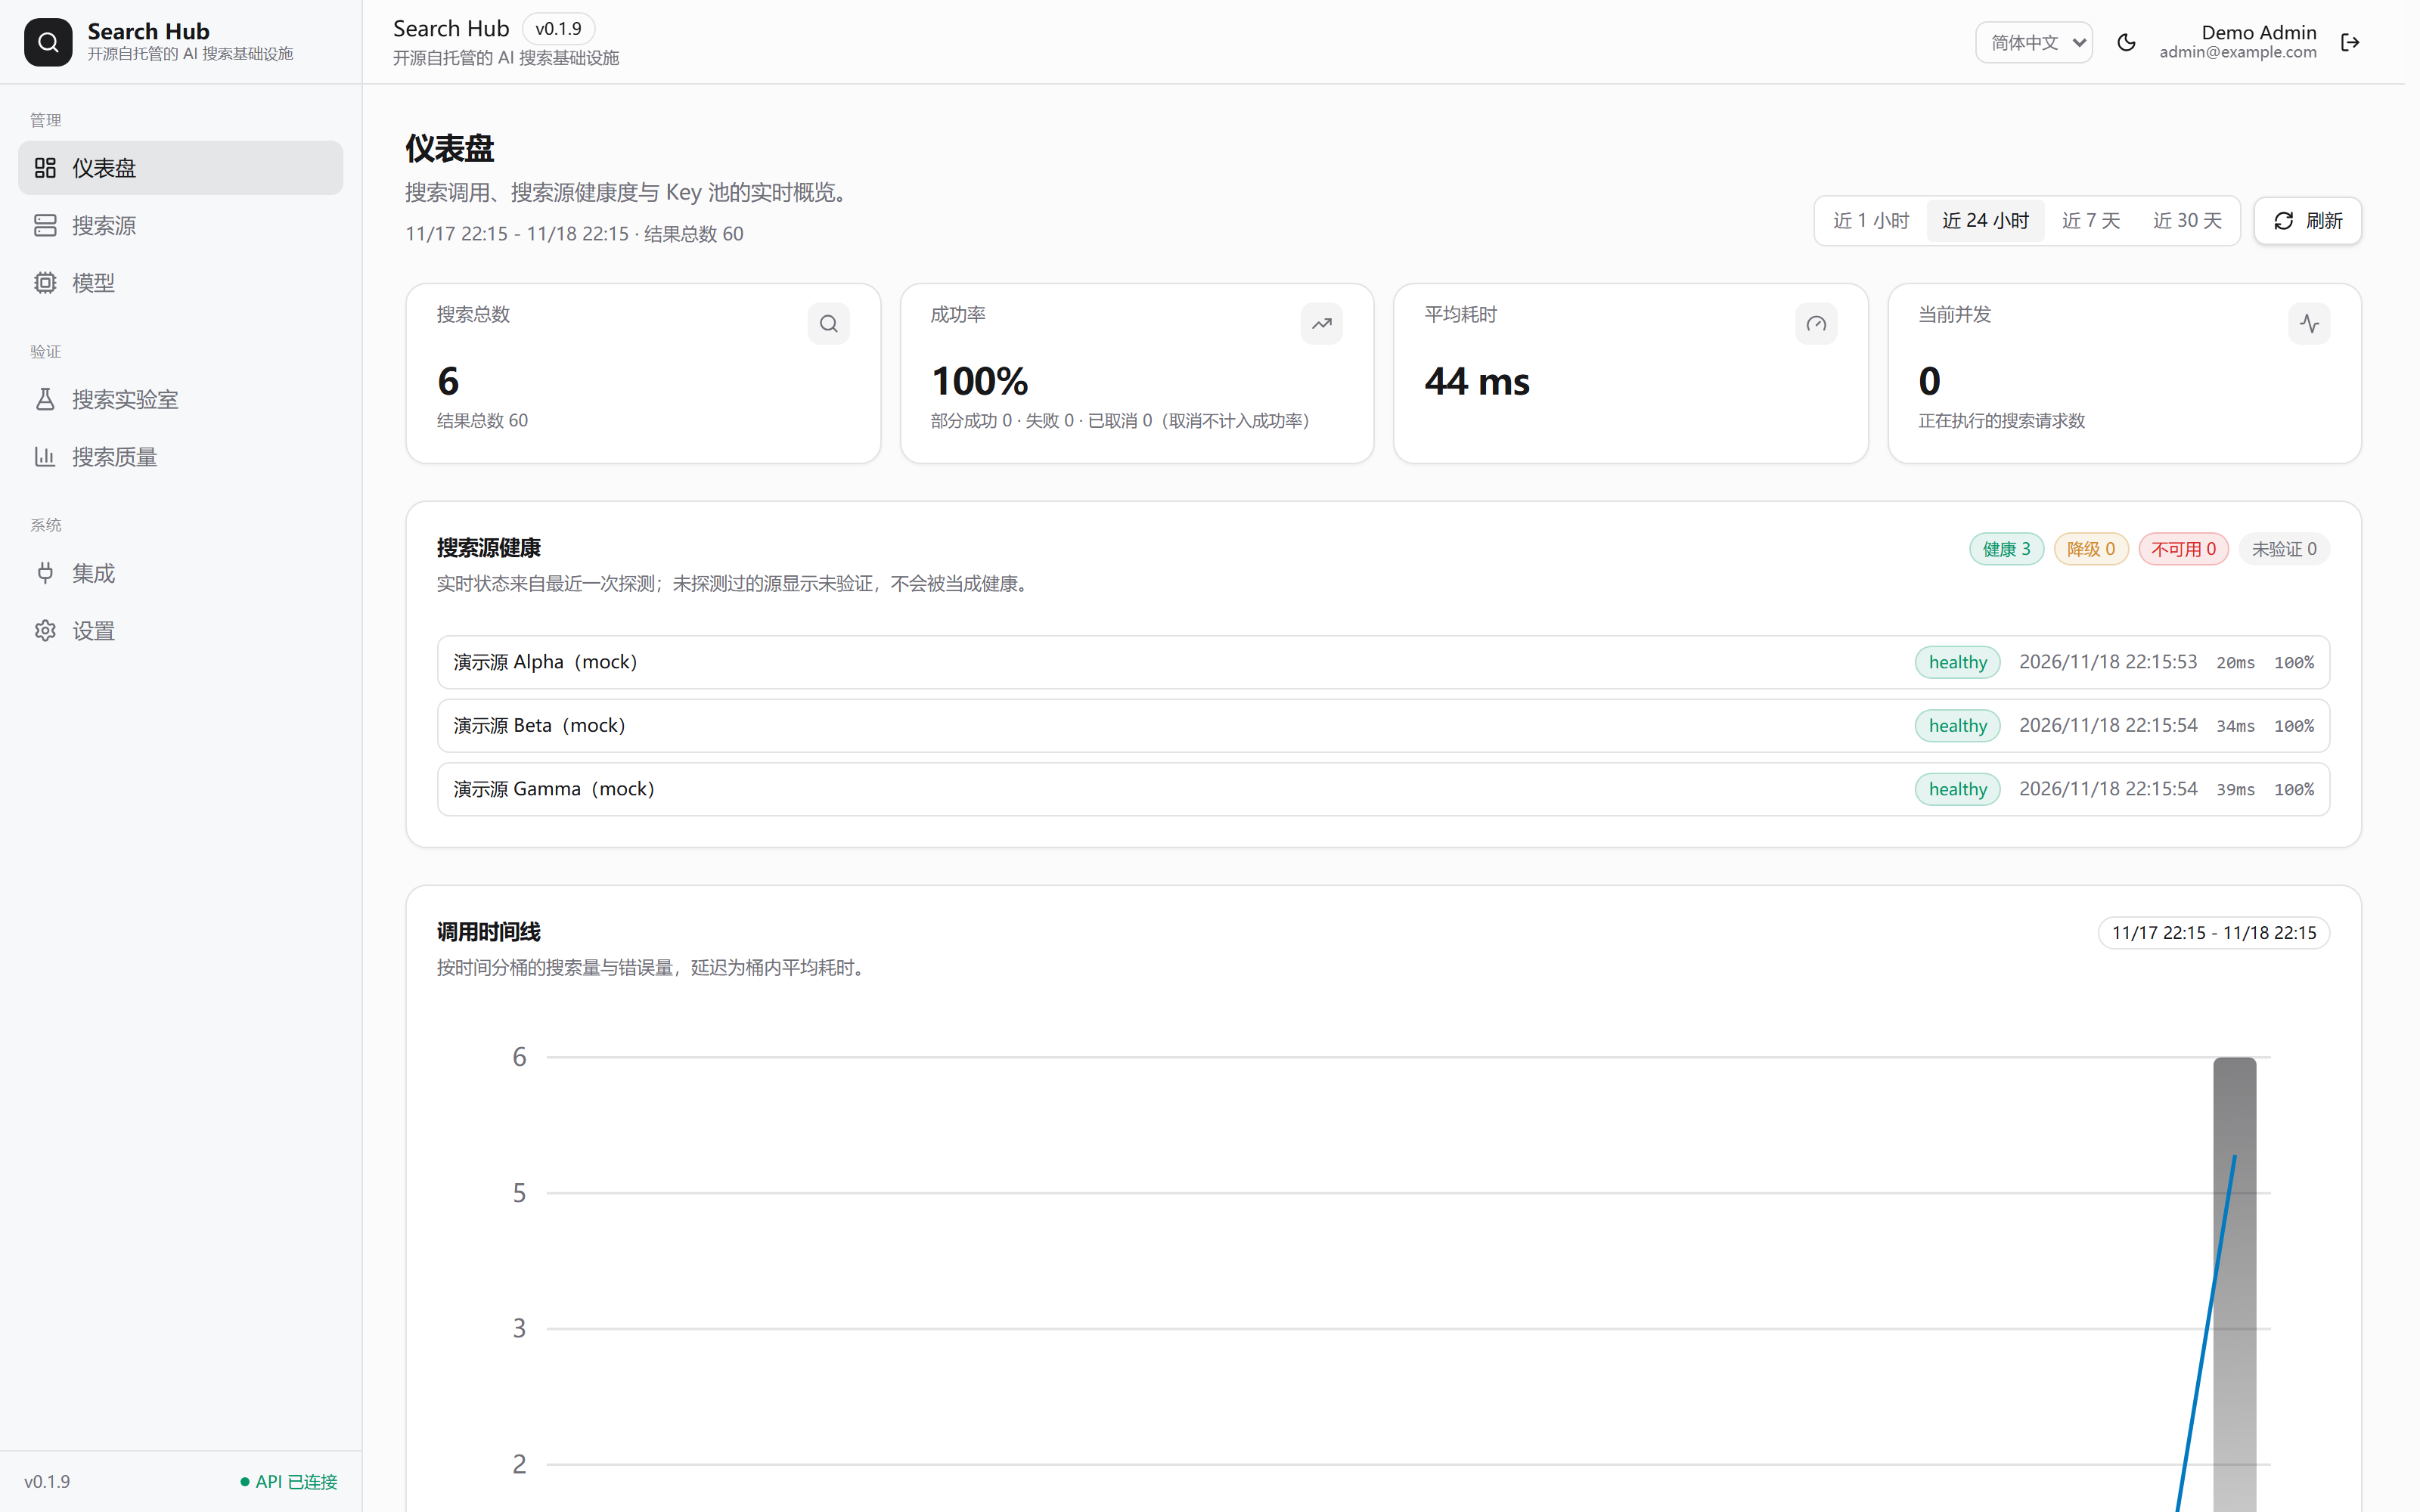 Search Hub
开源自托管的 AI 搜索基础设施
管理
仪表盘
搜索源
模型
验证
搜索实验室
搜索质量
系统
集成
设置
v0.1.9
API 已连接
Search Hub v0.1.9
开源自托管的 AI 搜索基础设施
简体中文
Demo Admin
admin@example.com
仪表盘
搜索调用、搜索源健康度与 Key 池的实时概览。
11/17 22:15 - 11/18 22:15 · 结果总数 60
近 1 小时 近 24 小时 近 7 天 近 30 天 刷新
搜索总数
6
结果总数 60
成功率
100%
部分成功 0 · 失败 0 · 已取消 0（取消不计入成功率）
平均耗时
44 ms
当前并发
0
正在执行的搜索请求数
搜索源健康
健康 3 降级 0 不可用 0 未验证 0
实时状态来自最近一次探测；未探测过的源显示未验证，不会被当成健康。
演示源 Alpha（mock） healthy 2026/11/18 22:15:53 20ms 100%
演示源 Beta（mock） healthy 2026/11/18 22:15:54 34ms 100%
演示源 Gamma（mock） healthy 2026/11/18 22:15:54 39ms 100%
调用时间线
11/17 22:15 - 11/18 22:15
按时间分桶的搜索量与错误量，延迟为桶内平均耗时。
6
5
3
2